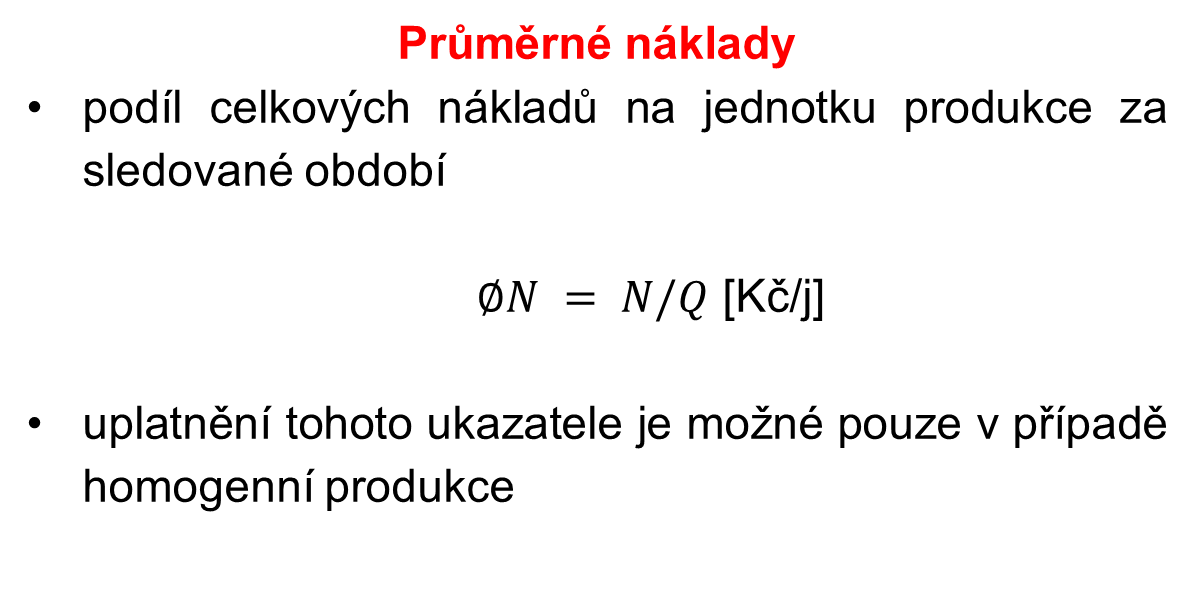 Průměrné náklady
• podíl celkových nákladů na jednotku produkce za
sledované období
∅N = N/Q [Kč/j]
• uplatnění tohoto ukazatele je možné pouze v případě
homogenní produkce